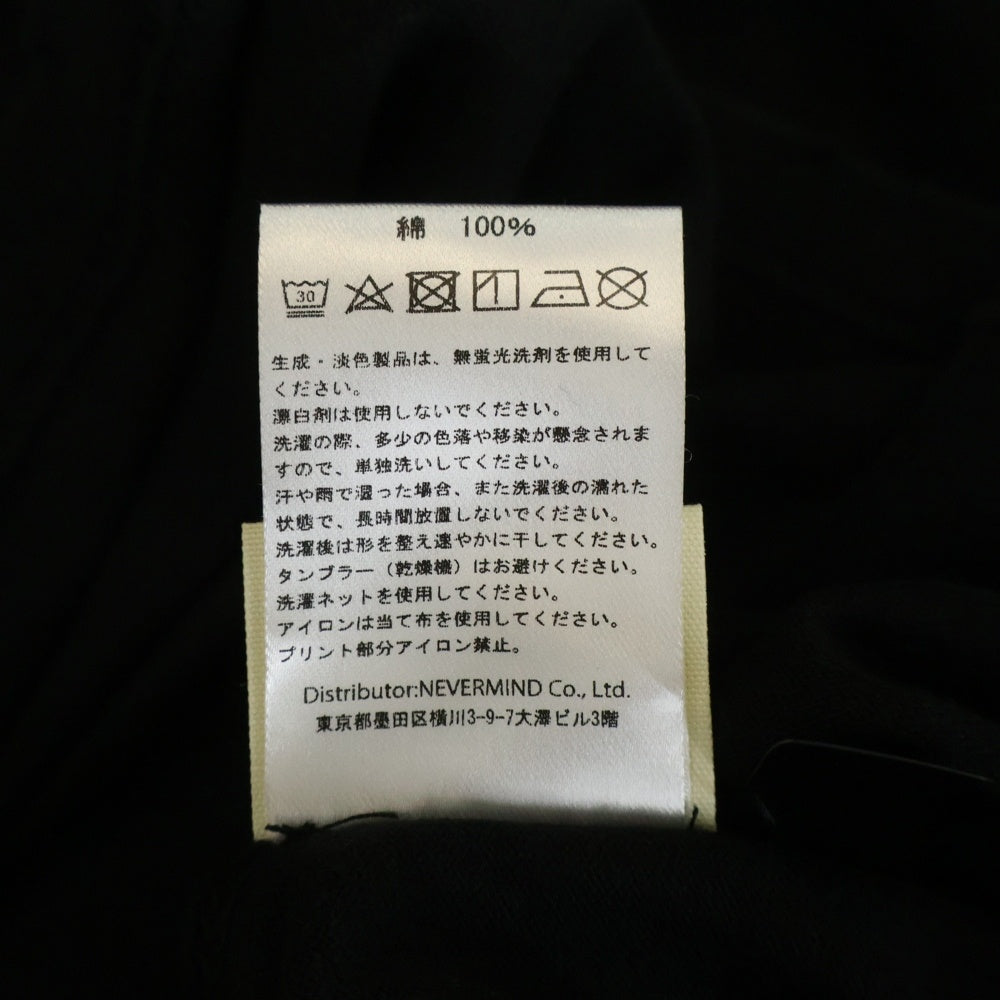 綿 100%
30
生成・淡色製品は、無蛍光洗剤を使用して
ください。
漂白剤は使用しないでください。
洗濯の際、多少の色落や移染が懸念されま
すので、単独洗いしてください。
汗や雨で湿った場合、また洗濯後の濡れた
状態で、長時間放置しないでください。
洗濯後は形を整え速やかに干してください。
タンブラー（乾燥機）はお避けください。
洗濯ネットを使用してください。
アイロンは当て布を使用してください。
プリント部分アイロン禁止。
Distributor:NEVERMIND Co., Ltd.
東京都墨田区横川3-9-7大澤ビル3階